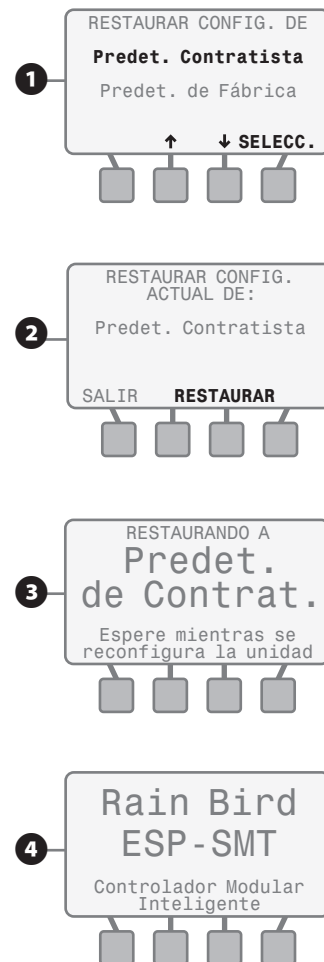 RESTAURAR CONFIG. DE
Predet. Contratista
Predet. de Fábrica
↑ ↓ SELECC.
1
RESTAURAR CONFIG.
ACTUAL DE:
Predet. Contratista
SALIR RESTAURAR
2
RESTAURANDO A
Predet.
de Contrat.
Espere mientras se
reconfigura la unidad
3
Rain Bird
ESP-SMT
Controlador Modular
Inteligente
4